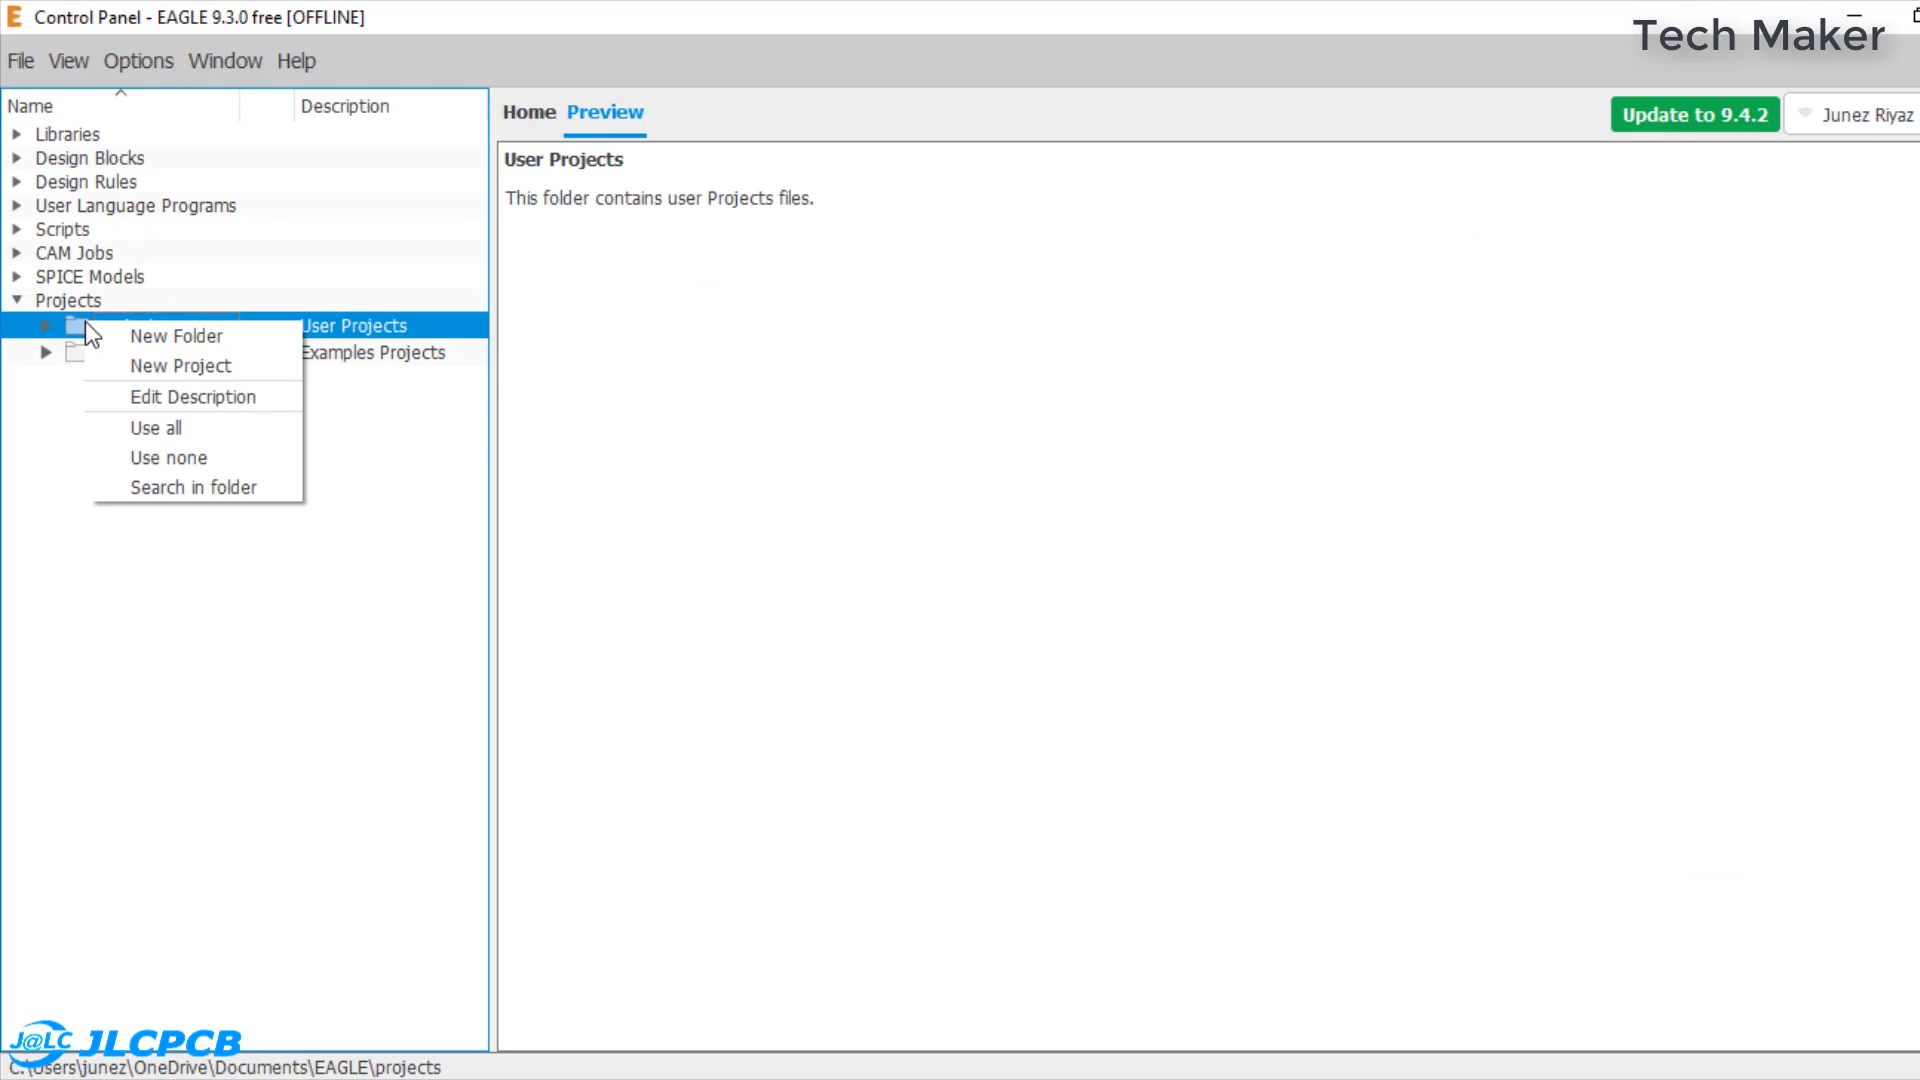 Control Panel - EAGLE 9.3.0 free [OFFLINE]
Tech Maker
File View Options Window Help
Name Description
Home Preview
Update to 9.4.2
Junez Riyaz
Libraries
Design Blocks
Design Rules
User Language Programs
Scripts
CAM Jobs
SPICE Models
Projects
User Projects
Examples Projects
New Folder
New Project
Edit Description
Use all
Use none
Search in folder
User Projects
This folder contains user Projects files.
J@LC JLCPCB
C:\Users\junez\OneDrive\Documents\EAGLE\projects